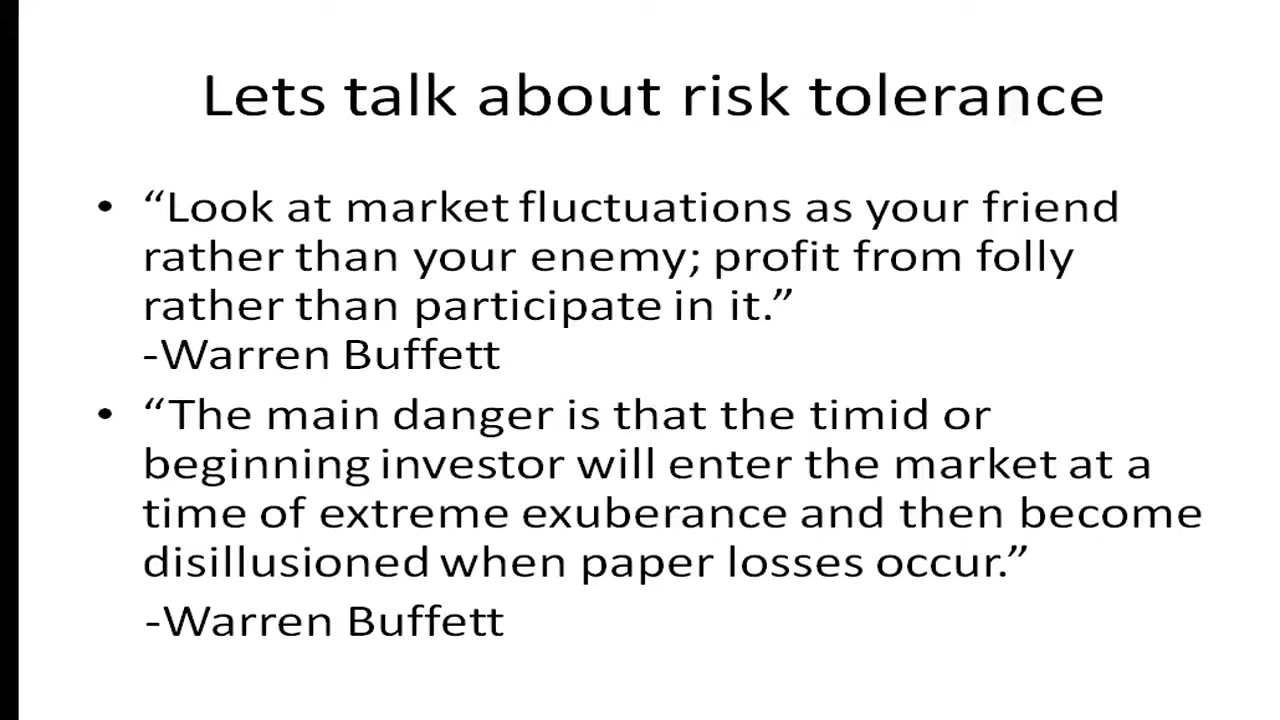 Lets talk about risk tolerance
• “Look at market fluctuations as your friend
rather than your enemy; profit from folly
rather than participate in it.”
-Warren Buffett
• “The main danger is that the timid or
beginning investor will enter the market at a
time of extreme exuberance and then become
disillusioned when paper losses occur.”
-Warren Buffett